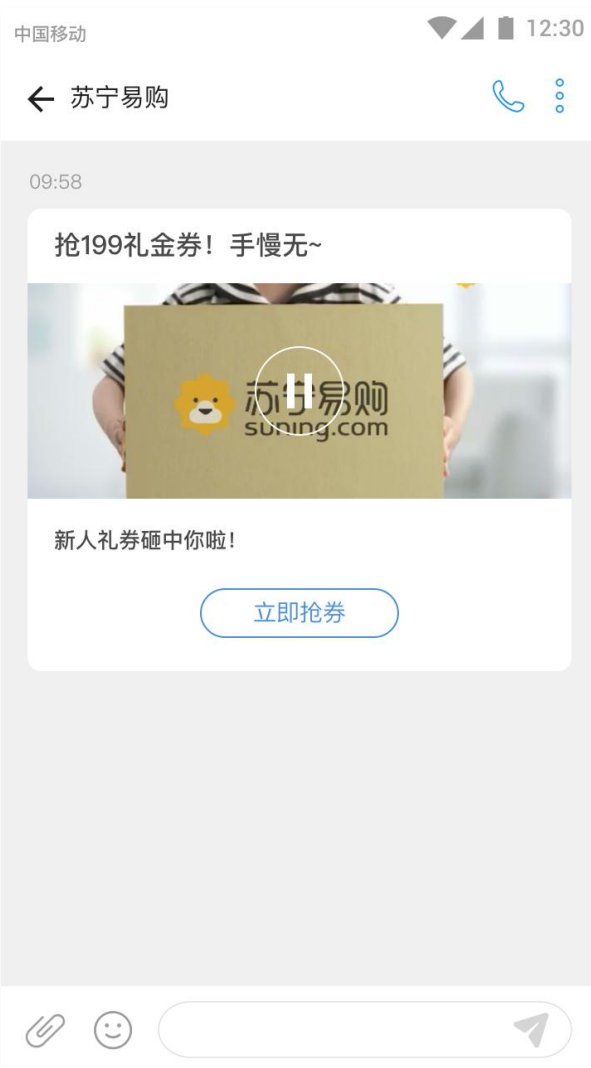 中国移动
12:30
苏宁易购
09:58
抢199礼金券！手慢无~
苏宁易购
suning.com
新人礼券砸中你啦！
立即抢券